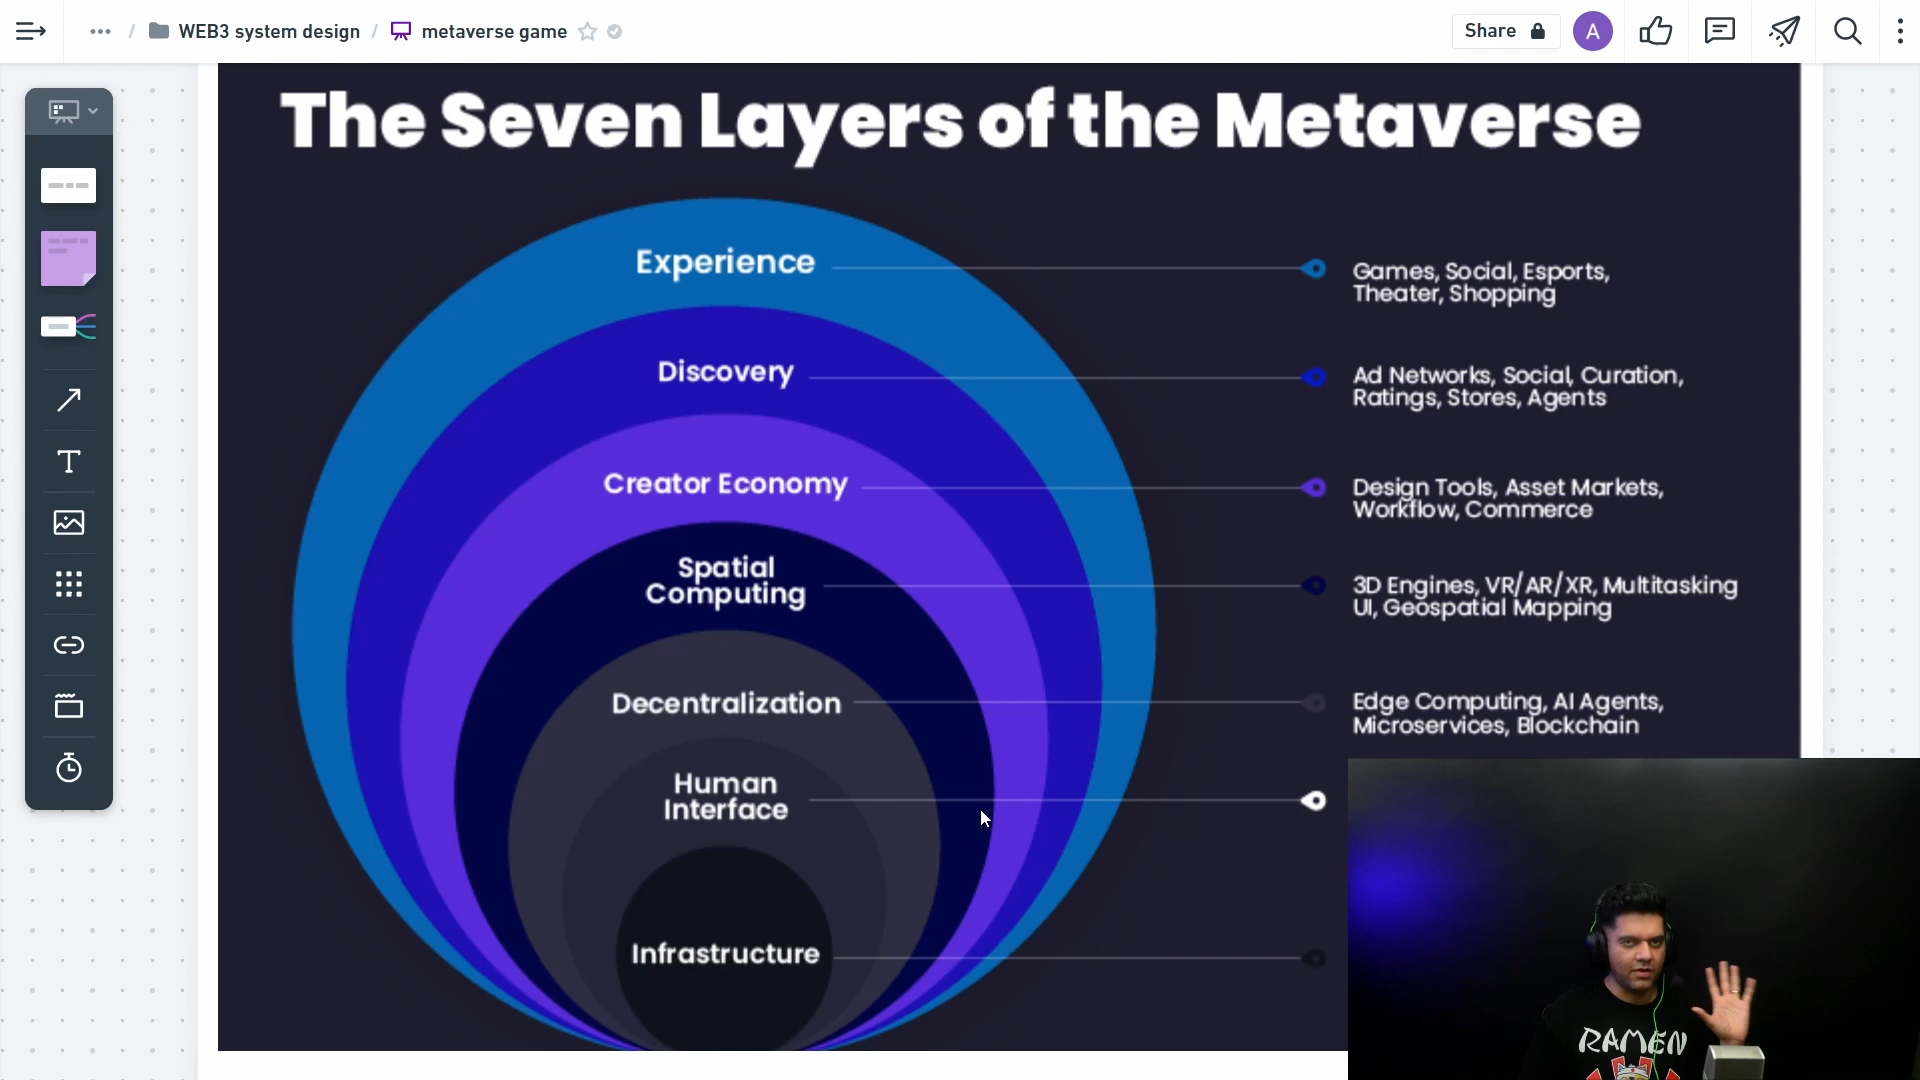 ... / WEB3 system design / metaverse game
Share
A
The Seven Layers of the Metaverse
Experience
Games, Social, Esports,
Theater, Shopping
Discovery
Ad Networks, Social, Curation,
Ratings, Stores, Agents
Creator Economy
Design Tools, Asset Markets,
Workflow, Commerce
Spatial
Computing
3D Engines, VR/AR/XR, Multitasking
UI, Geospatial Mapping
Decentralization
Edge Computing, AI Agents,
Microservices, Blockchain
Human
Interface
Infrastructure
RAMEN